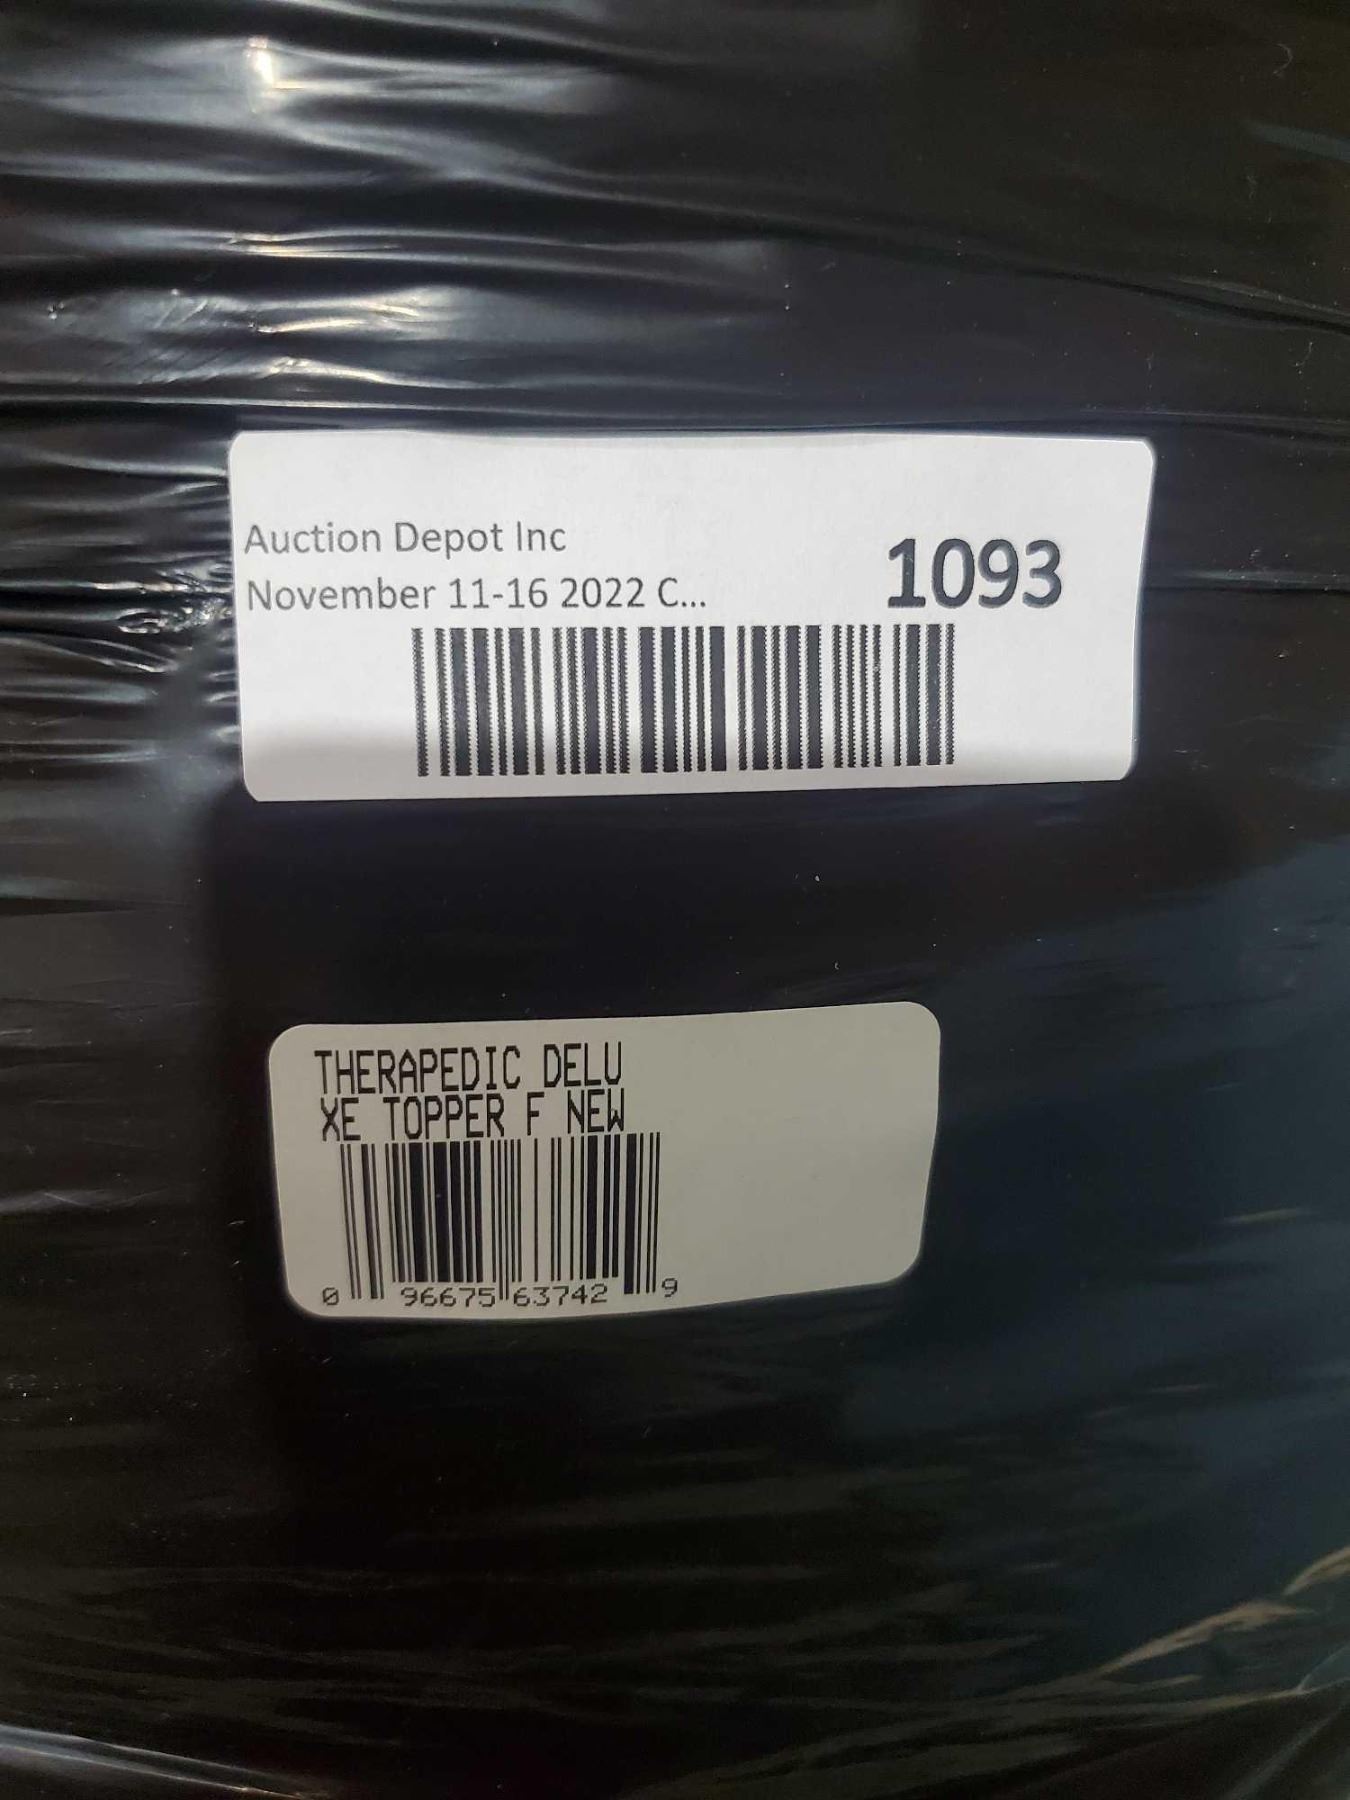 Auction Depot Inc
November 11-16 2022 C...
1093
THERAPEDIC DELU
XE TOPPER F NEW
0 96675 63742 9